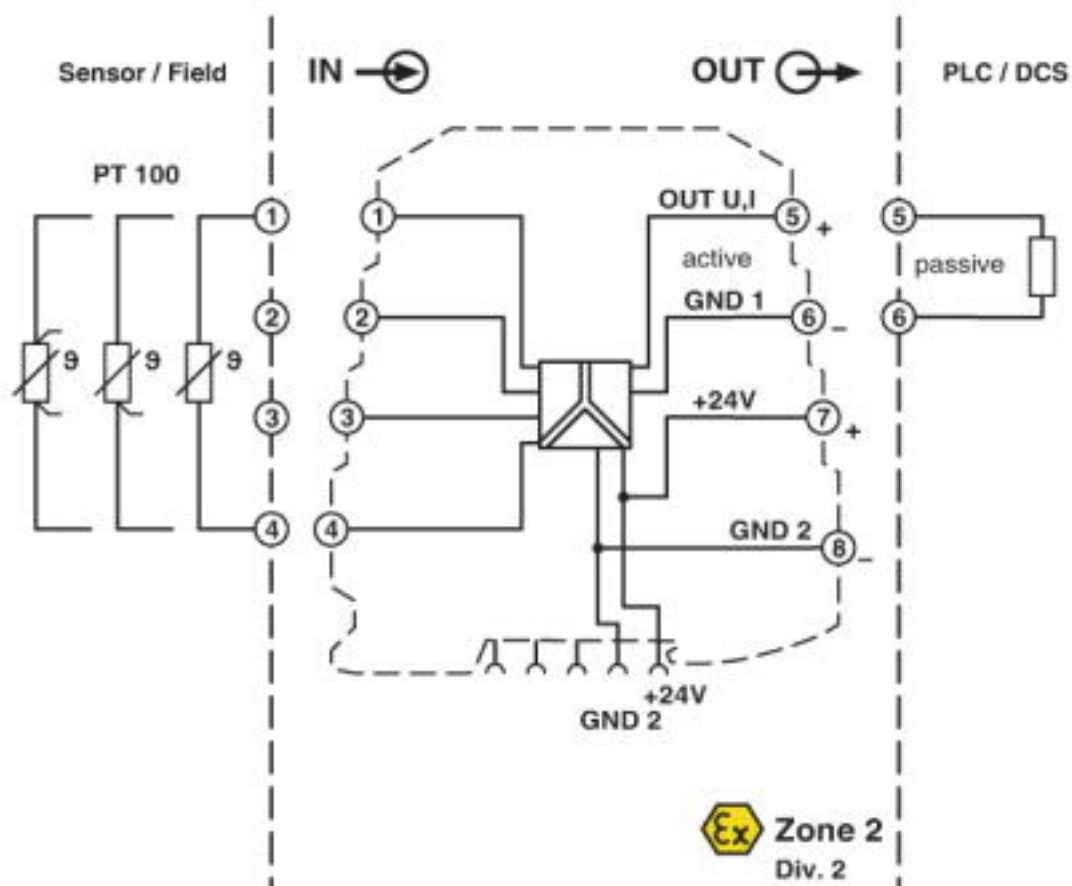 Sensor / Field
IN
OUT
PLC / DCS
PT 100
1
1
OUT U,I
5
+
5
active
passive
2
2
GND 1
6
−
6
ϑ
ϑ
ϑ
3
3
+24V
7
+
4
4
GND 2
8
−
+24V
GND 2
Ex
Zone 2
Div. 2